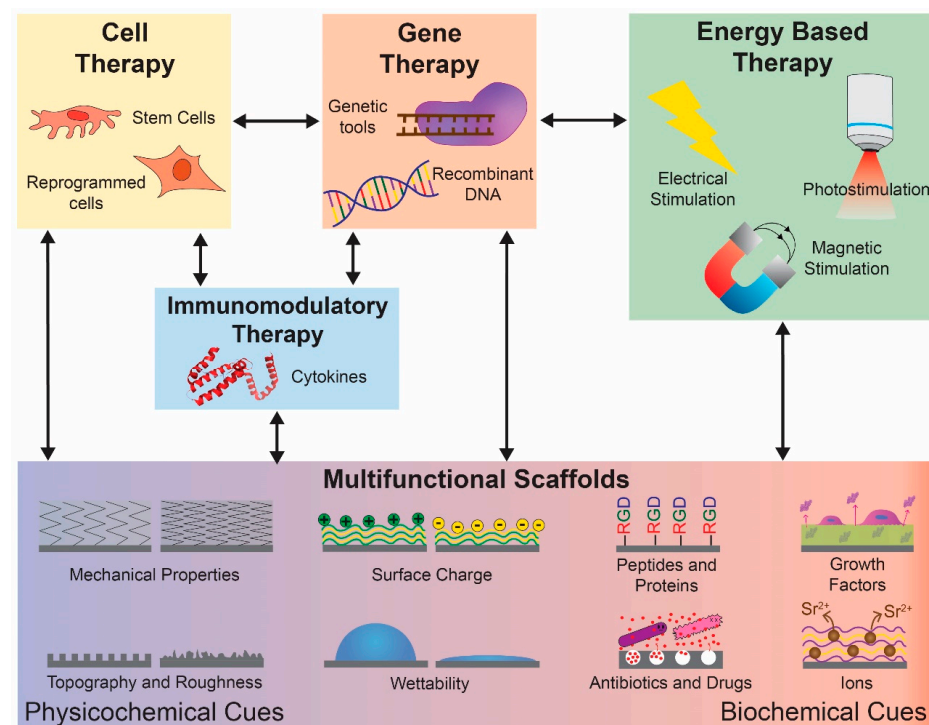 Cell
Therapy
Stem Cells
Reprogrammed
cells
Gene
Therapy
Genetic
tools
Recombinant
DNA
Energy Based
Therapy
Electrical
Stimulation
Photostimulation
Magnetic
Stimulation
Immunomodulatory
Therapy
Cytokines
Multifunctional Scaffolds
Mechanical Properties
+ + + + +
- - - - - -
Surface Charge
RGD RGD RGD RGD
Peptides and
Proteins
Growth
Factors
Topography and Roughness
Wettability
Antibiotics and Drugs
Sr2+ Sr2+
Ions
Physicochemical Cues
Biochemical Cues